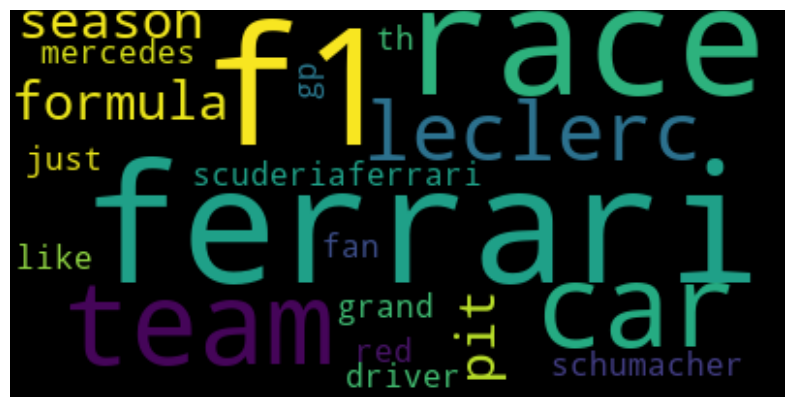 season
f1
th
race
mercedes
gp
formula
leclerc
just
scuderiaferrari
ferrari
like
fan
team
grand
pit
car
red
driver
schumacher